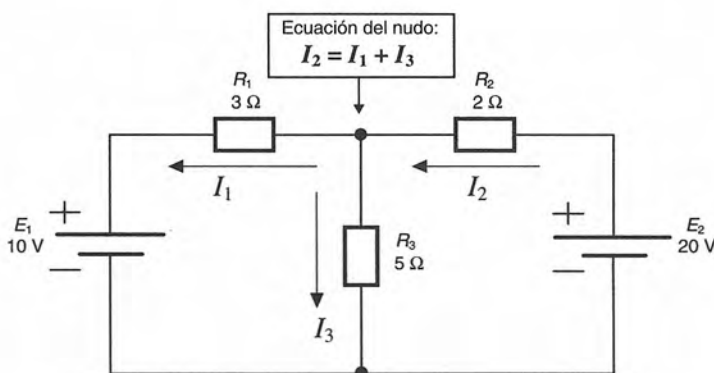 Ecuación del nudo:
I₂ = I₁ + I₃
R₁
3 Ω
R₂
2 Ω
I₁
I₂
+
E₁
10 V
—
R₃
5 Ω
+
E₂
20 V
—
I₃